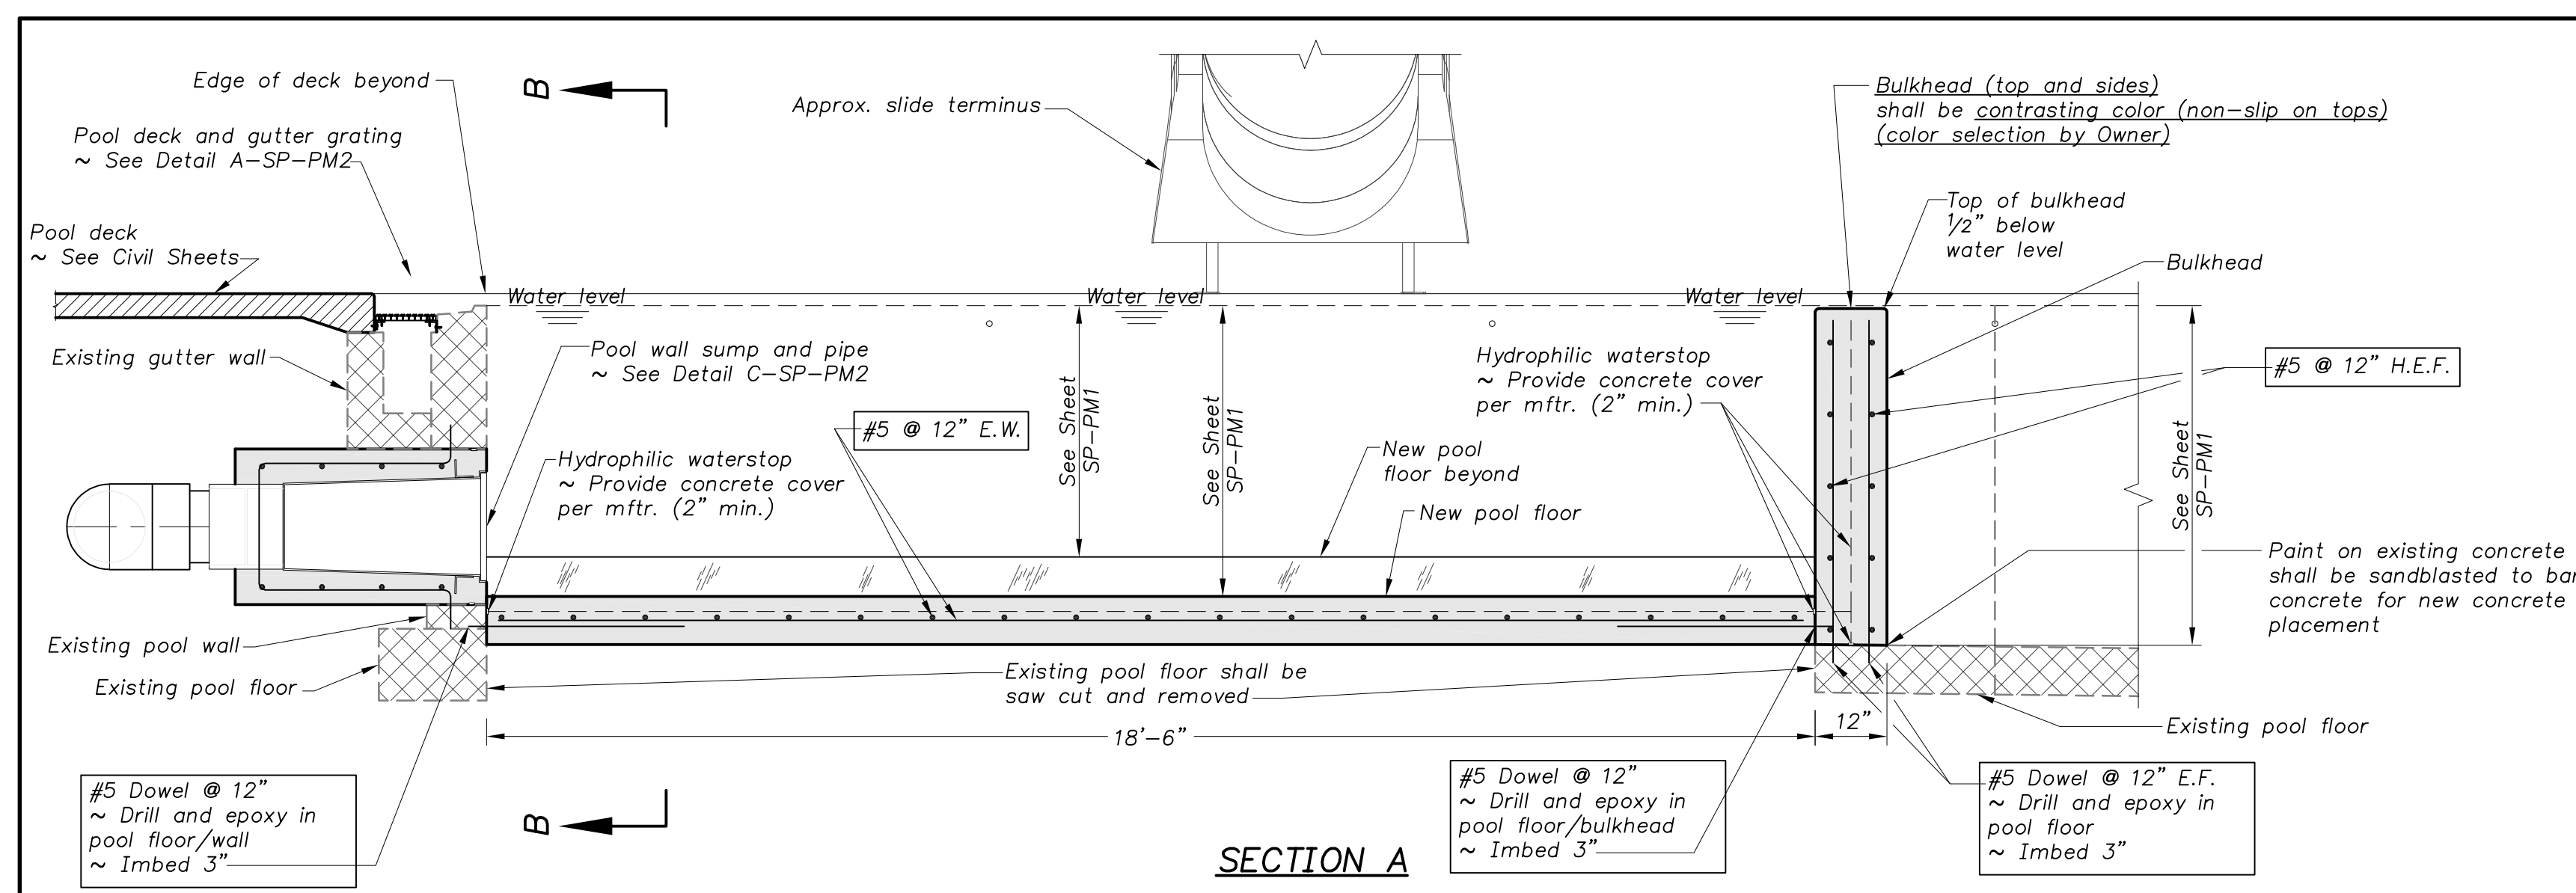 Edge of deck beyond
B
Approx. slide terminus
Bulkhead (top and sides)
shall be contrasting color (non-slip on tops)
(color selection by Owner)
Pool deck and gutter grating
~ See Detail A-SP-PM2
Pool deck
~ See Civil Sheets
Top of bulkhead
1/2" below
water level
Bulkhead
Water level
Water level
Water level
Existing gutter wall
Pool wall sump and pipe
~ See Detail C-SP-PM2
Hydrophilic waterstop
~ Provide concrete cover
per mftr. (2" min.)
#5 @ 12" H.E.F.
See Sheet
SP-PM1
See Sheet
SP-PM1
#5 @ 12" E.W.
Hydrophilic waterstop
~ Provide concrete cover
per mftr. (2" min.)
New pool
floor beyond
New pool floor
See Sheet
SP-PM1
Paint on existing concrete
shall be sandblasted to bar
concrete for new concrete
placement
Existing pool wall
Existing pool floor
Existing pool floor shall be
saw cut and removed
18'-6"
12"
Existing pool floor
#5 Dowel @ 12"
~ Drill and epoxy in
pool floor/wall
~ Imbed 3"
B
#5 Dowel @ 12"
~ Drill and epoxy in
pool floor/bulkhead
~ Imbed 3"
#5 Dowel @ 12" E.F.
~ Drill and epoxy in
pool floor
~ Imbed 3"
SECTION A